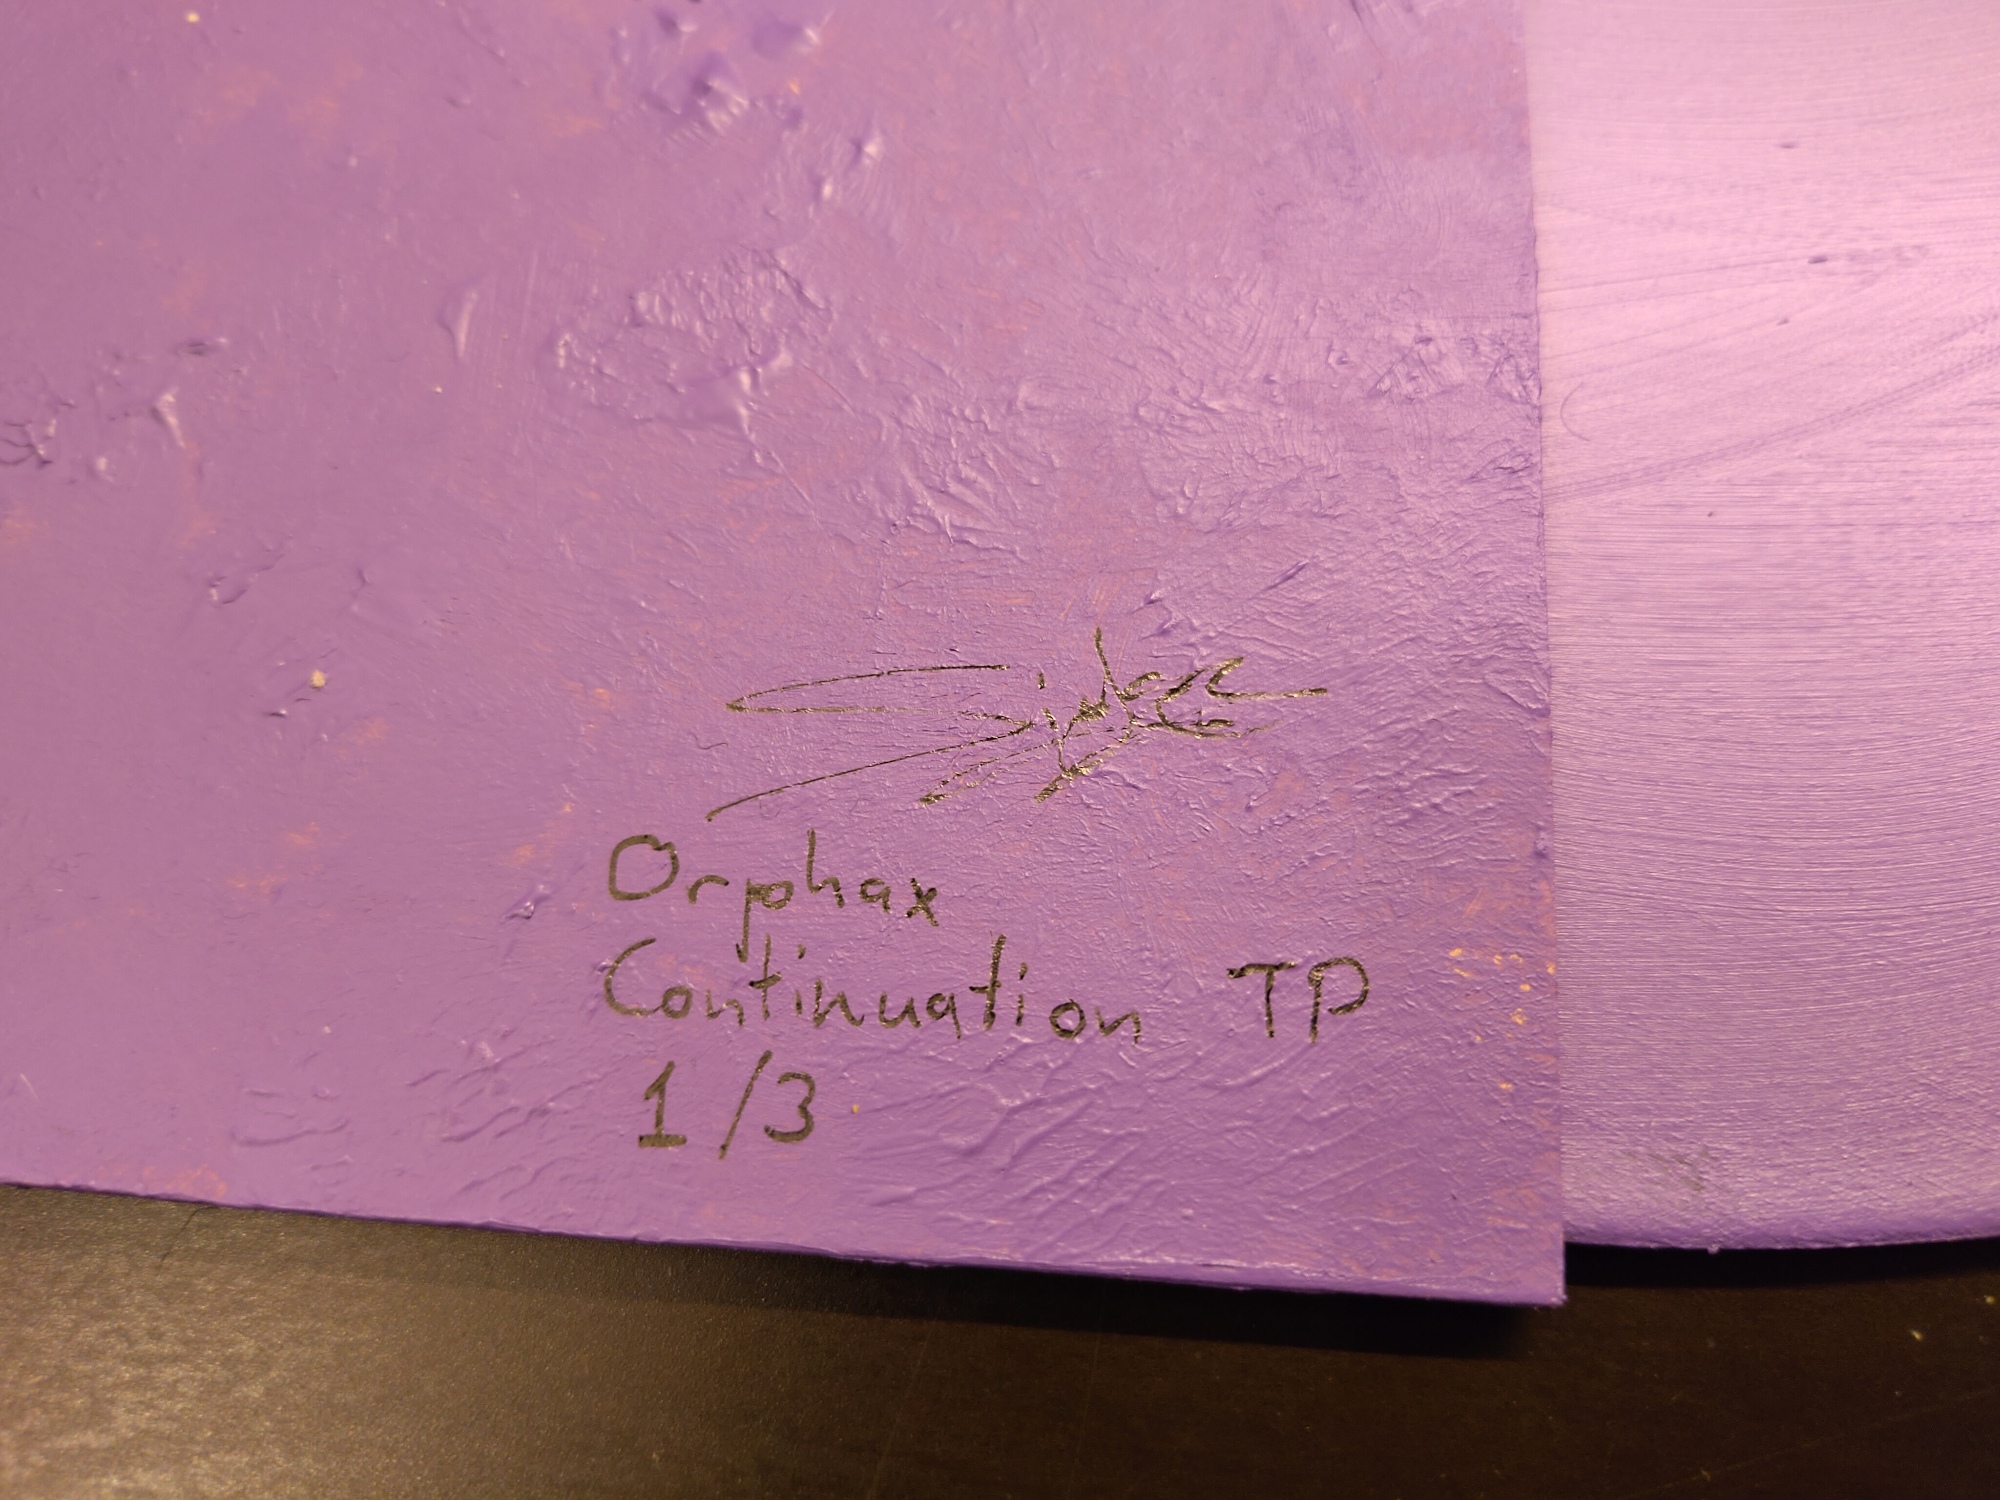 Orphax
Continuation TP
1/3